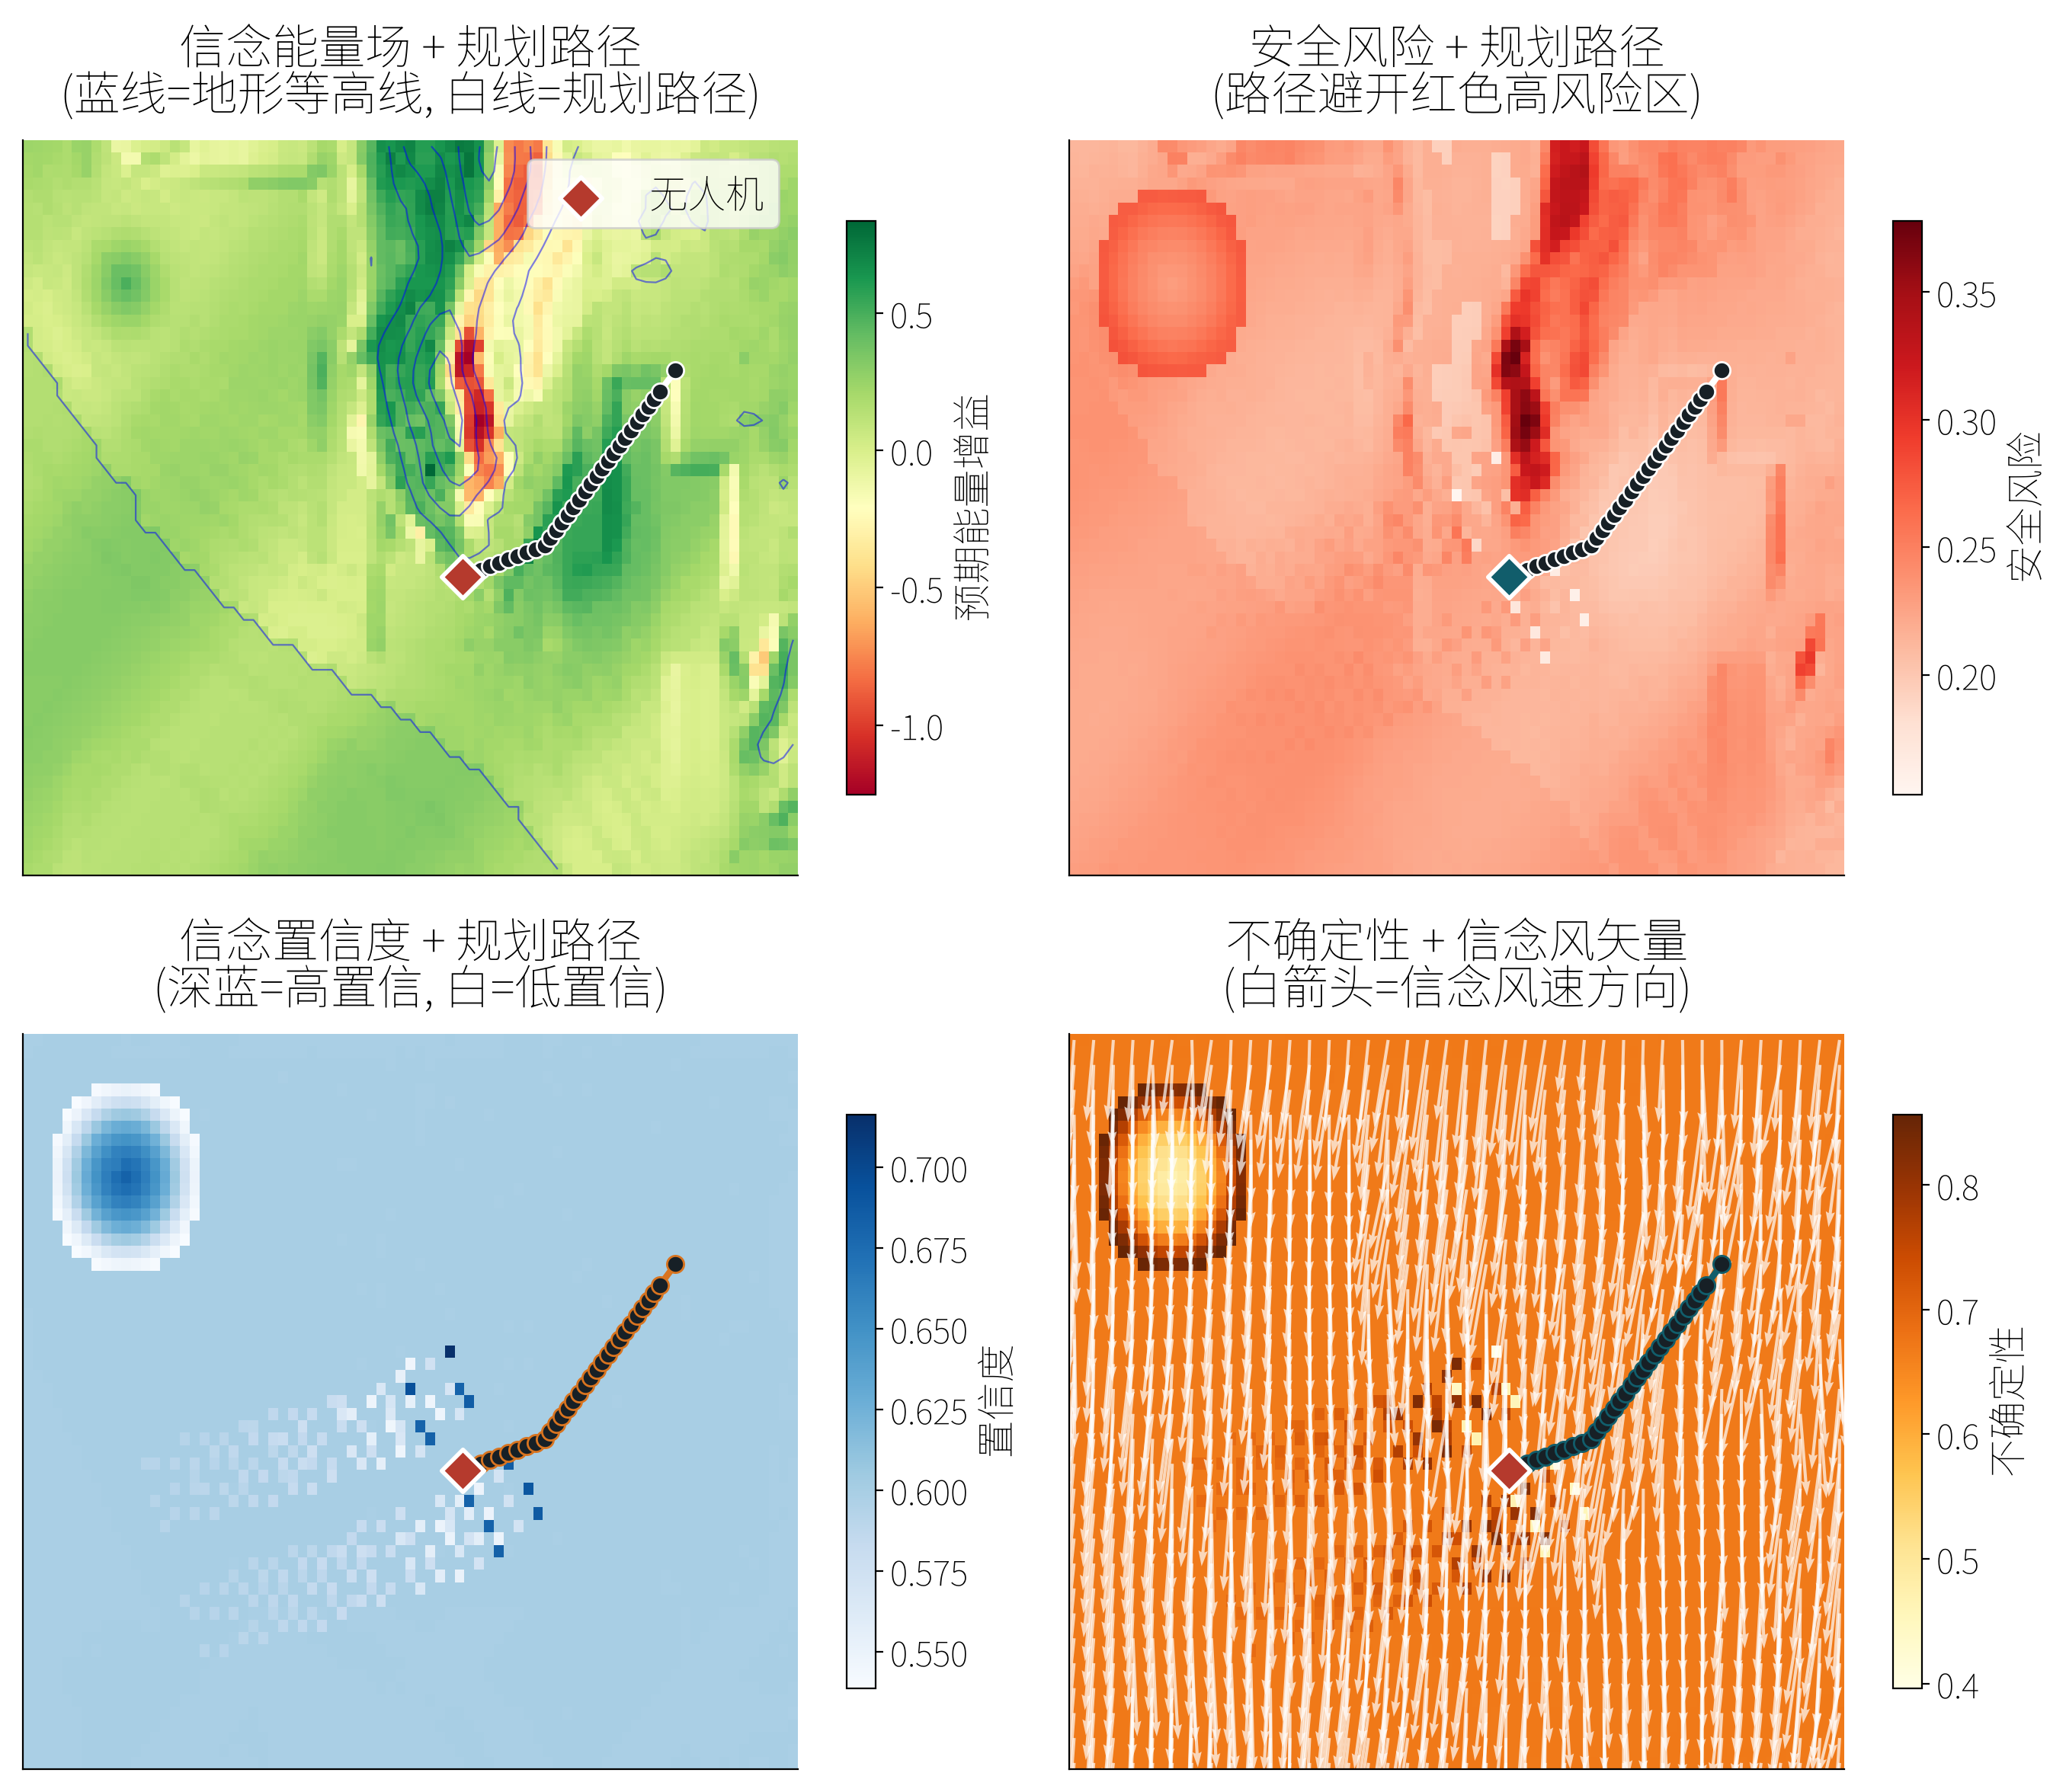 信念能量场 + 规划路径
(蓝线=地形等高线, 白线=规划路径)
无人机
0.5
0.0
-0.5
-1.0
预期能量增益
安全风险 + 规划路径
(路径避开红色高风险区)
0.35
0.30
0.25
0.20
安全风险
信念置信度 + 规划路径
(深蓝=高置信, 白=低置信)
0.700
0.675
0.650
0.625
0.600
0.575
0.550
置信度
不确定性 + 信念风矢量
(白箭头=信念风速方向)
0.8
0.7
0.6
0.5
0.4
不确定性